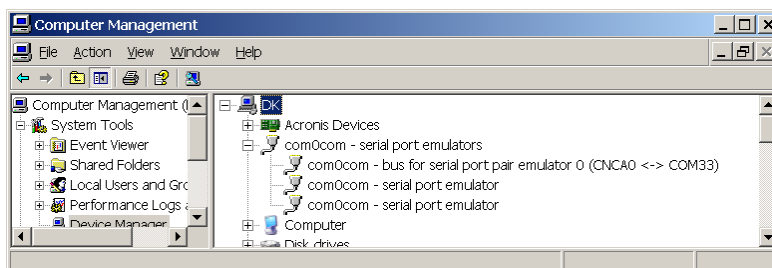 Computer Management
File Action View Window Help
Computer Management (
System Tools
Event Viewer
Shared Folders
Local Users and Gro
Performance Logs
Device Manager
DK
Acronis Devices
com0com - serial port emulators
com0com - bus for serial port pair emulator 0 (CNCA0 <-> COM33)
com0com - serial port emulator
com0com - serial port emulator
Computer
Disk drives